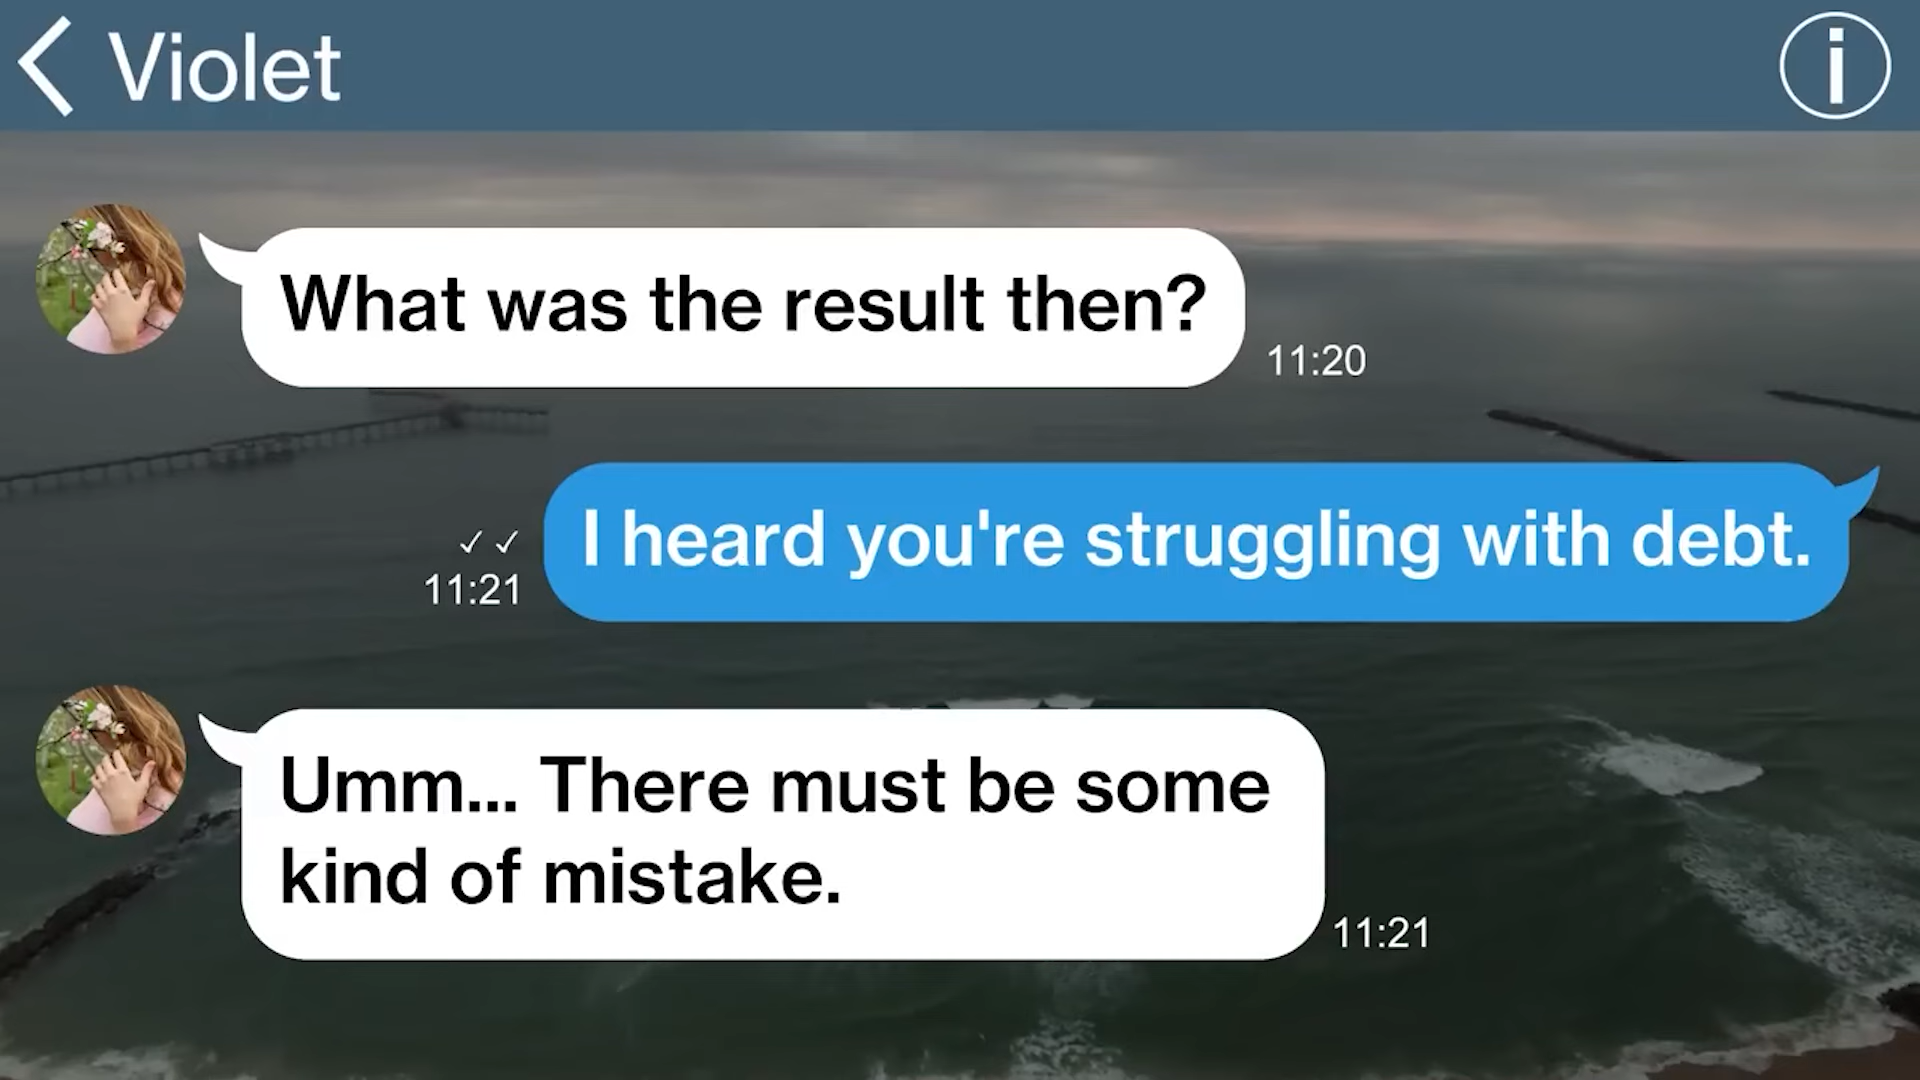 Violet
What was the result then?
11:20
I heard you're struggling with debt.
✓✓
11:21
Umm... There must be some
kind of mistake.
11:21